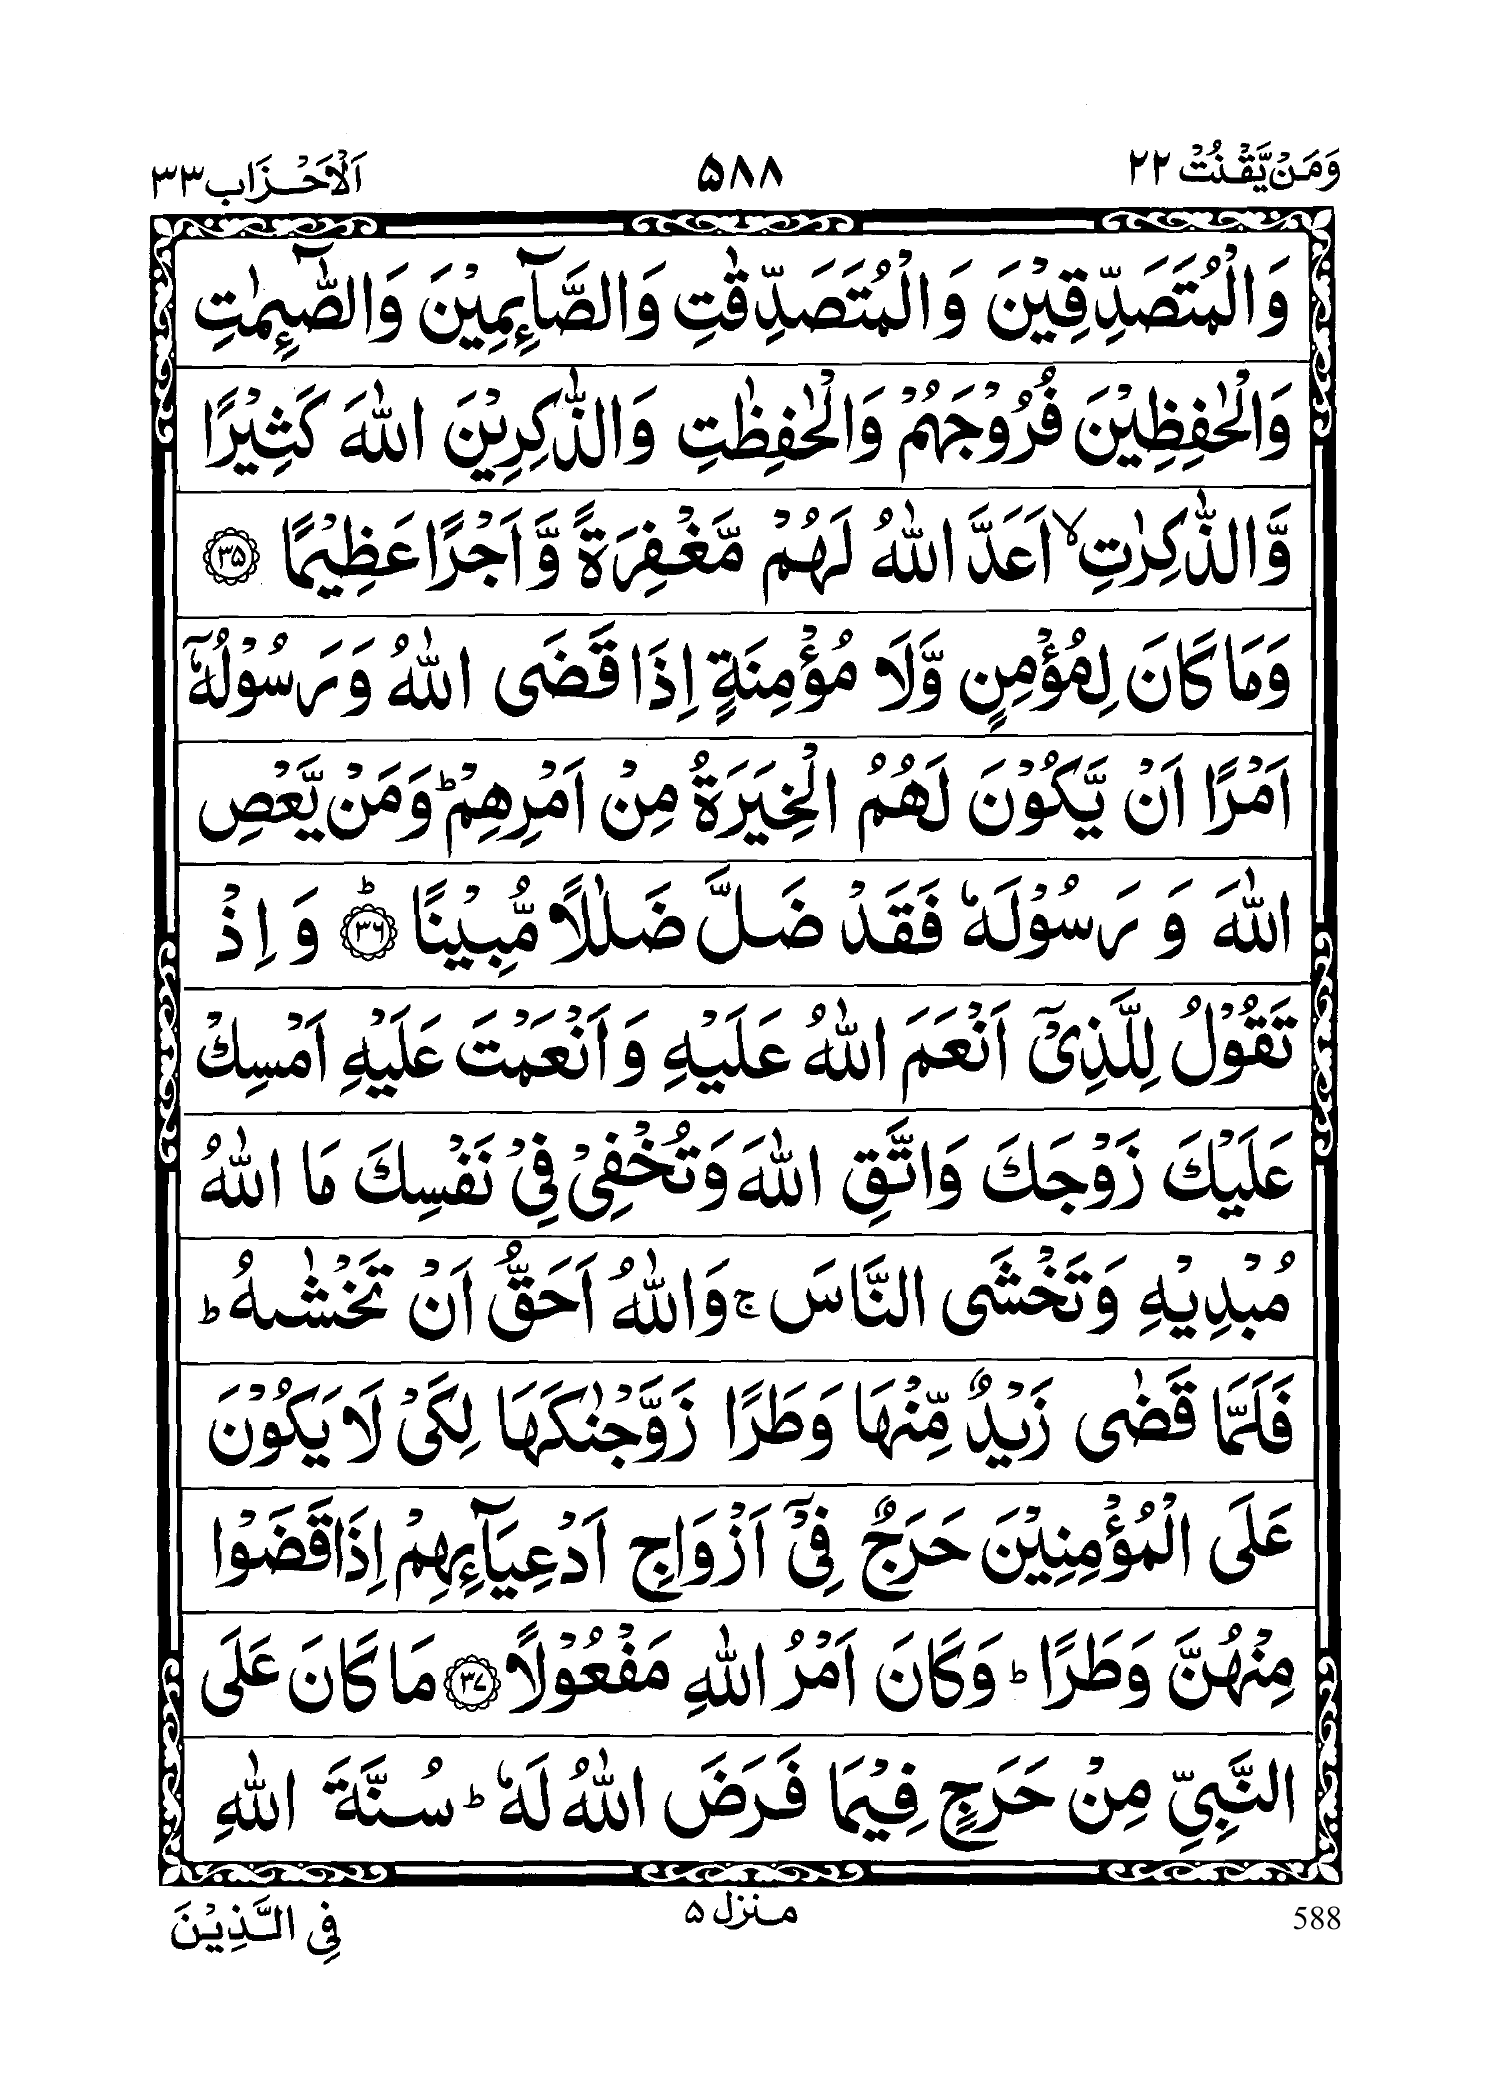 وَمَنْ يَّقْنُتْ ٢٢
٥٨٨
اَلْاَحْزَاب ٣٣
وَالْمُتَصَدِّقِيْنَ وَالْمُتَصَدِّقٰتِ وَالصَّآئِمِيْنَ وَالصّٰٓئِمٰتِ
وَالْحٰفِظِيْنَ فُرُوْجَهُمْ وَالْحٰفِظٰتِ وَالذّٰكِرِيْنَ اللّٰهَ كَثِيْرًا
وَّالذّٰكِرٰتِ ۙ اَعَدَّ اللّٰهُ لَهُمْ مَّغْفِرَةً وَّاَجْرًا عَظِيْمًا ﴿٣٥﴾
وَمَا كَانَ لِمُؤْمِنٍ وَّلَا مُؤْمِنَةٍ اِذَا قَضَى اللّٰهُ وَرَسُوْلُهٗٓ
اَمْرًا اَنْ يَّكُوْنَ لَهُمُ الْخِيَرَةُ مِنْ اَمْرِهِمْ ؕ وَمَنْ يَّعْصِ
اللّٰهَ وَ رَسُوْلَهٗ فَقَدْ ضَلَّ ضَلٰلًا مُّبِيْنًا ﴿٣٦﴾ ؕ وَ اِذْ
تَقُوْلُ لِلَّذِيْٓ اَنْعَمَ اللّٰهُ عَلَيْهِ وَاَنْعَمْتَ عَلَيْهِ اَمْسِكْ
عَلَيْكَ زَوْجَكَ وَاتَّقِ اللّٰهَ وَتُخْفِيْ فِيْ نَفْسِكَ مَا اللّٰهُ
مُبْدِيْهِ وَتَخْشَى النَّاسَ ۚ وَاللّٰهُ اَحَقُّ اَنْ تَخْشٰىهُ ؕ
فَلَمَّا قَضٰى زَيْدٌ مِّنْهَا وَطَرًا زَوَّجْنٰكَهَا لِكَيْ لَا يَكُوْنَ
عَلَى الْمُؤْمِنِيْنَ حَرَجٌ فِيْٓ اَزْوَاجِ اَدْعِيَآئِهِمْ اِذَا قَضَوْا
مِنْهُنَّ وَطَرًا ؕ وَكَانَ اَمْرُ اللّٰهِ مَفْعُوْلًا ﴿٣٧﴾ مَا كَانَ عَلَى
النَّبِيِّ مِنْ حَرَجٍ فِيْمَا فَرَضَ اللّٰهُ لَهٗ ؕ سُنَّةَ اللّٰهِ
588
منزل ٥
فِي الَّذِيْنَ